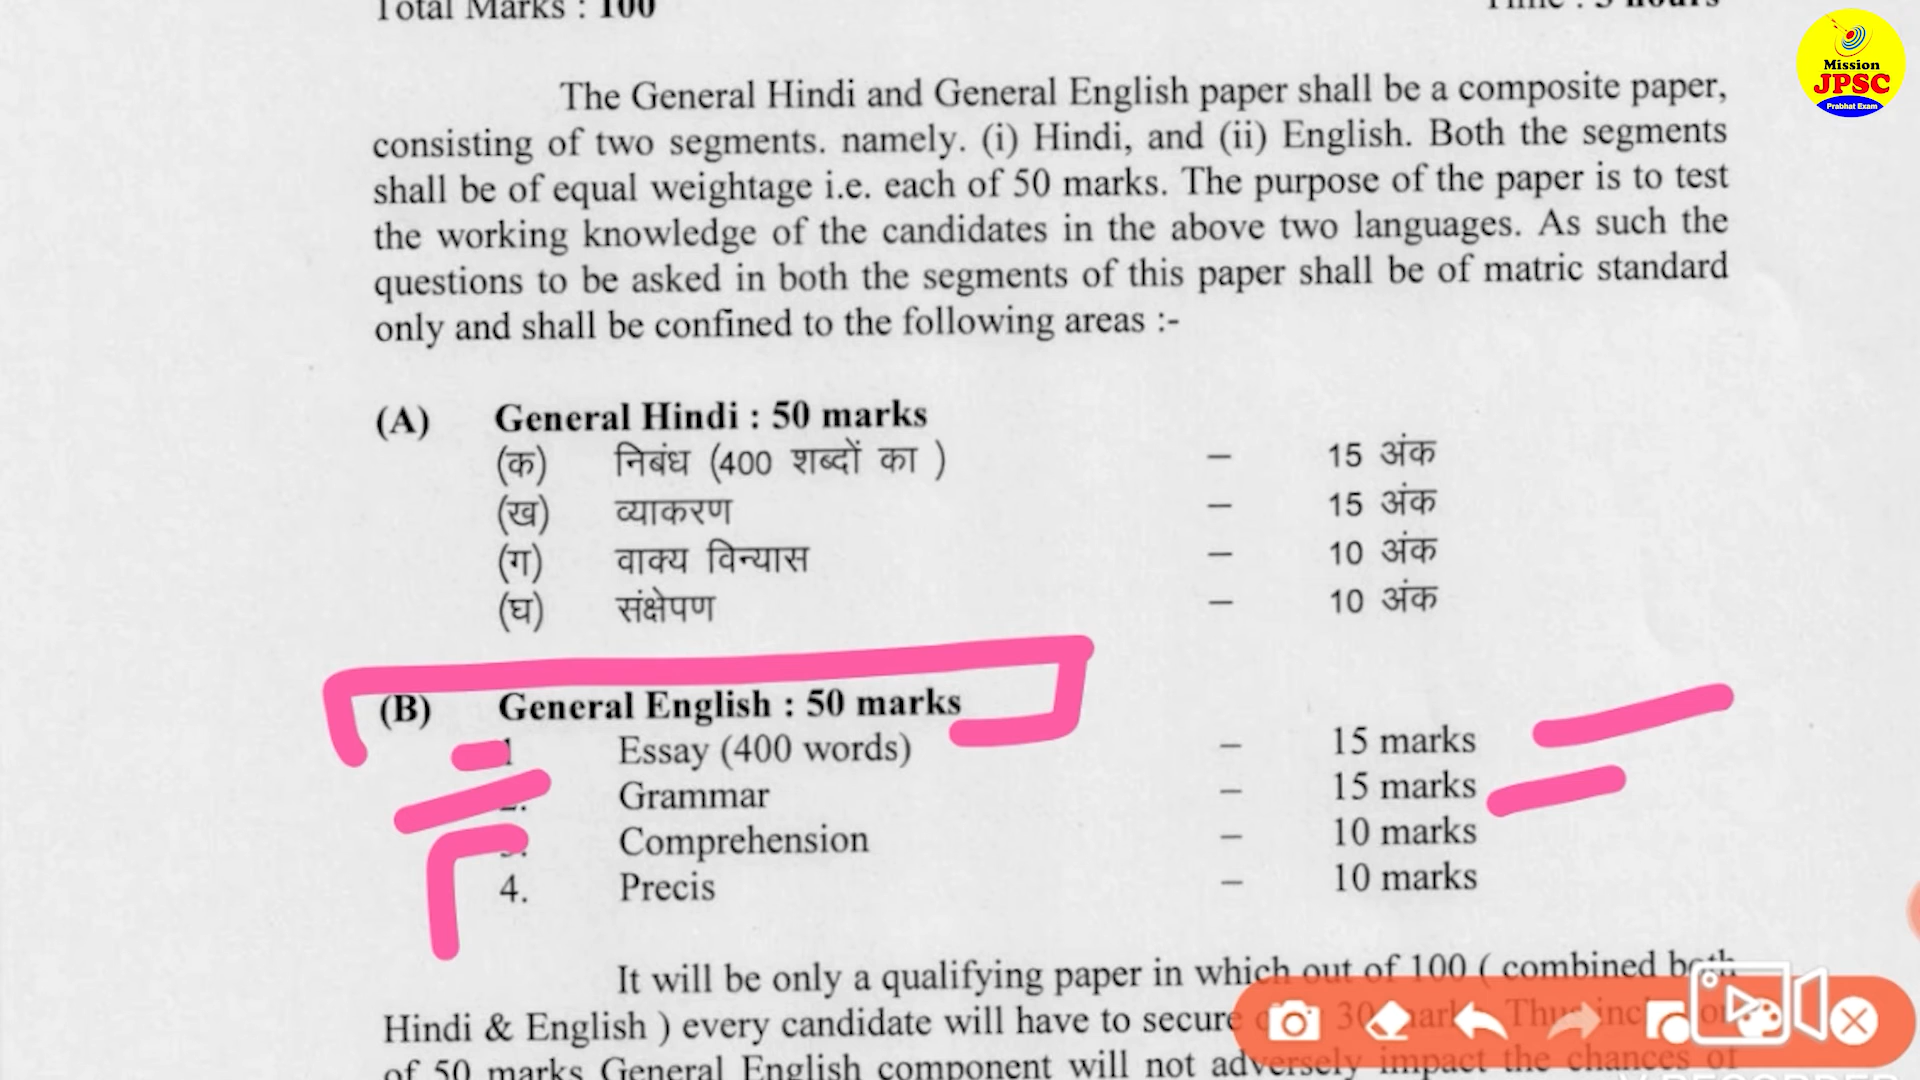 Total Marks : 100
Mission
JPSC
Prabhat Exam
The General Hindi and General English paper shall be a composite paper,
consisting of two segments. namely. (i) Hindi, and (ii) English. Both the segments
shall be of equal weightage i.e. each of 50 marks. The purpose of the paper is to test
the working knowledge of the candidates in the above two languages. As such the
questions to be asked in both the segments of this paper shall be of matric standard
only and shall be confined to the following areas :-
(A) General Hindi : 50 marks
(क) निबंध (400 शब्दों का ) – 15 अंक
(ख) व्याकरण – 15 अंक
(ग) वाक्य विन्यास – 10 अंक
(घ) संक्षेपण – 10 अंक
(B) General English : 50 marks
1 Essay (400 words) – 15 marks
2. Grammar – 15 marks
3. Comprehension – 10 marks
4. Precis – 10 marks
It will be only a qualifying paper in which out of 100 ( combined both
Hindi & English ) every candidate will have to secure 30
of 50 marks General English component will not adversely impact the chances of